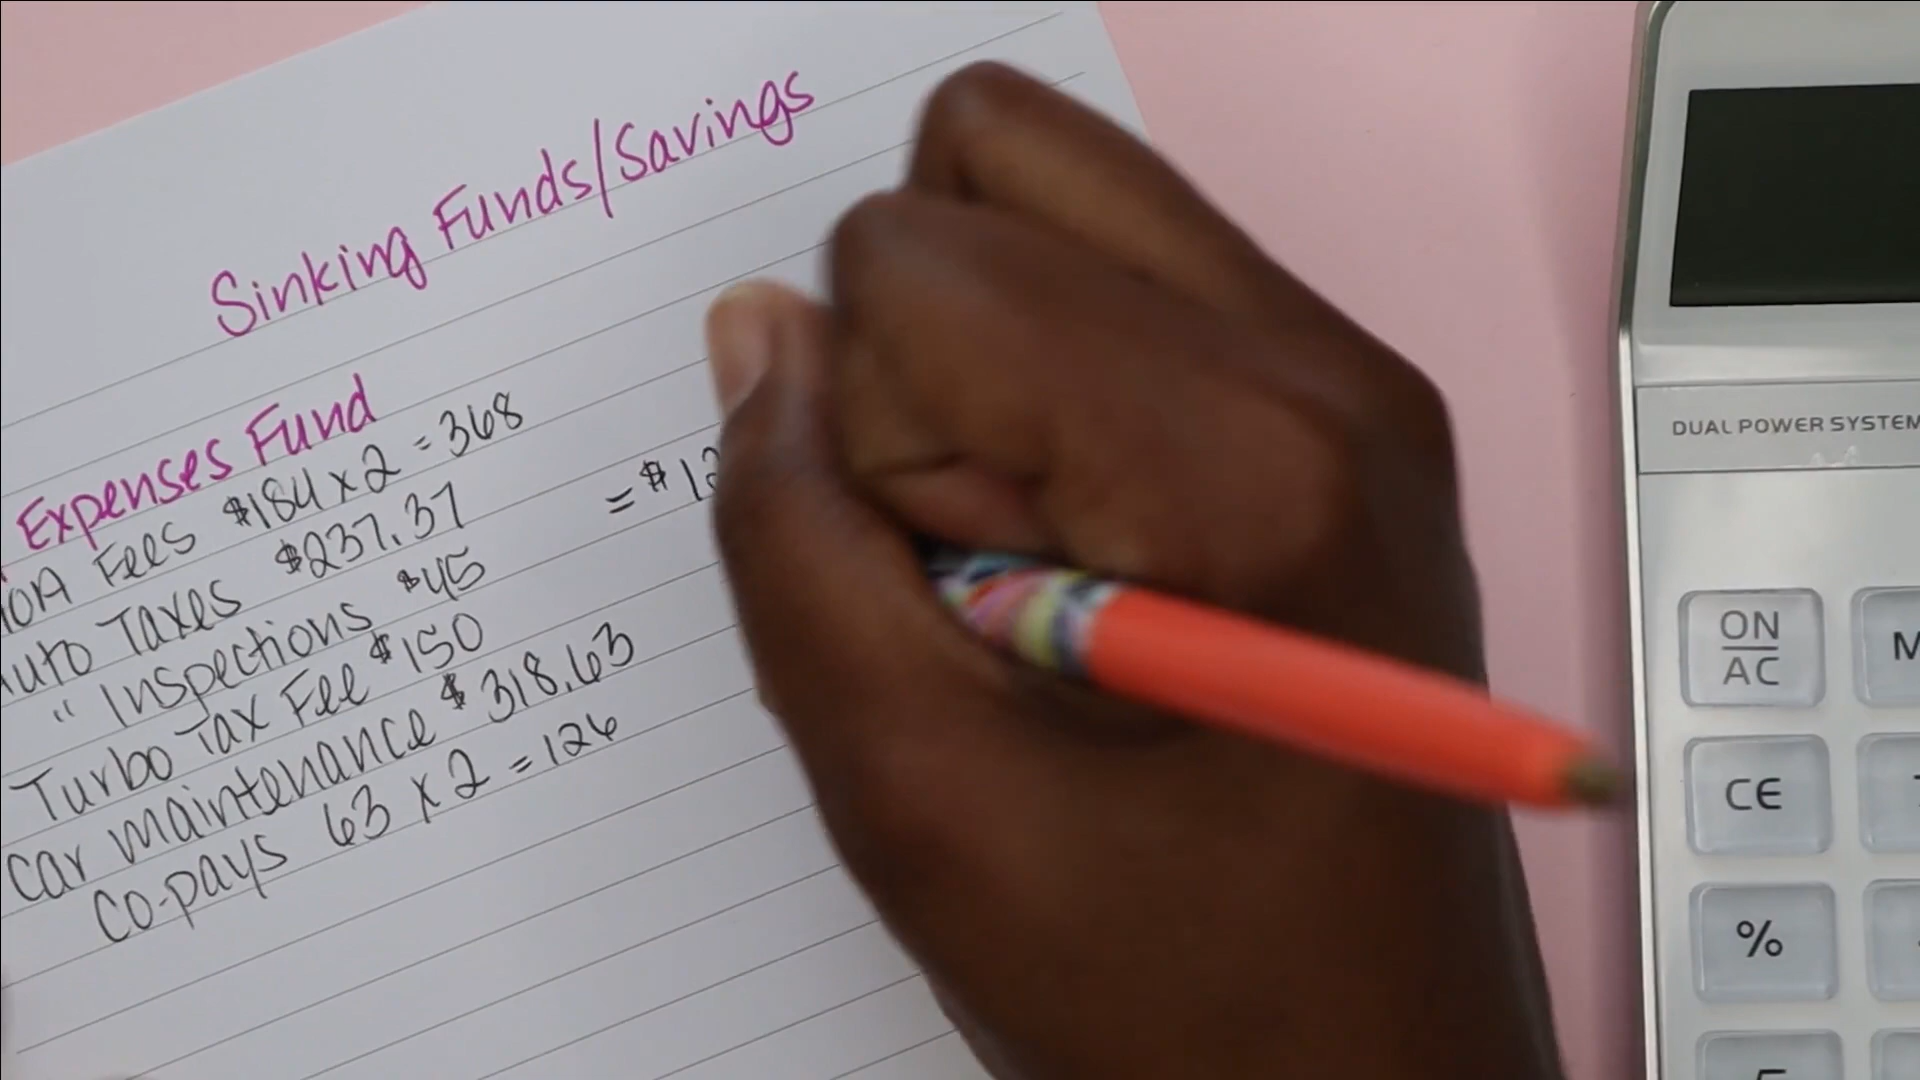 Sinking Funds/Savings
Expenses Fund
Fees $184 x 2 = 368
= $12
Auto Taxes $237.37
" Inspections $45
Turbo Tax Fee $150
Car maintenance $318.63
Co-pays 63 x 2 = 126
DUAL POWER SYSTEM
ON
AC
M
CE
%